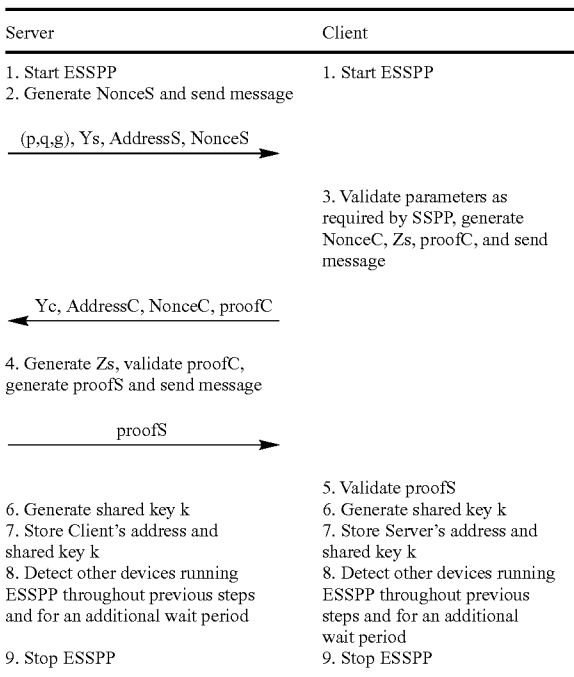 Server Client
1. Start ESSPP 1. Start ESSPP
2. Generate NonceS and send message
(p,q,g), Ys, AddressS, NonceS
3. Validate parameters as
required by SSPP, generate
NonceC, Zs, proofC, and send
message
Yc, AddressC, NonceC, proofC
4. Generate Zs, validate proofC,
generate proofS and send message
proofS
5. Validate proofS
6. Generate shared key k 6. Generate shared key k
7. Store Client's address and 7. Store Server's address and
shared key k shared key k
8. Detect other devices running 8. Detect other devices running
ESSPP throughout previous steps ESSPP throughout previous
and for an additional wait period steps and for an additional
wait period
9. Stop ESSPP 9. Stop ESSPP